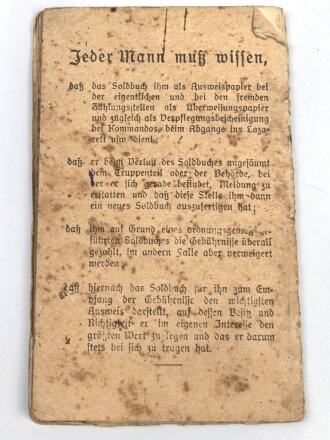 Jeder Mann muß wissen,
daß das Soldbuch ihm als Ausweispapier bei
der eigentlichen und bei den fremden
Zahlungsstellen als Überweisungspapier
und zugleich als Verpflegungsbescheinigung
bei Kommandos, beim Abgange ins Laza-
rett usw. dient;
daß er beim Verlust des Soldbuches ungesäumt
dem Truppenteil oder der Behörde, bei
der er sich gerade befindet, Meldung zu
erstatten und daß diese Stelle ihm dann
ein neues Soldbuch auszufertigen hat;
daß ihm auf Grund eines ordnungsgemäß ge-
führten Soldbuches die Gebührnisse überall
gezahlt, im andern Falle aber verweigert
werden;
daß hiernach das Soldbuch für ihn zum Emp-
fang der Gebührnisse den wichtigsten
Ausweis darstellt, auf dessen Besitz und
Richtigkeit er im eigenen Interesse den
größten Wert zu legen und das er darum
stets bei sich zu tragen hat.